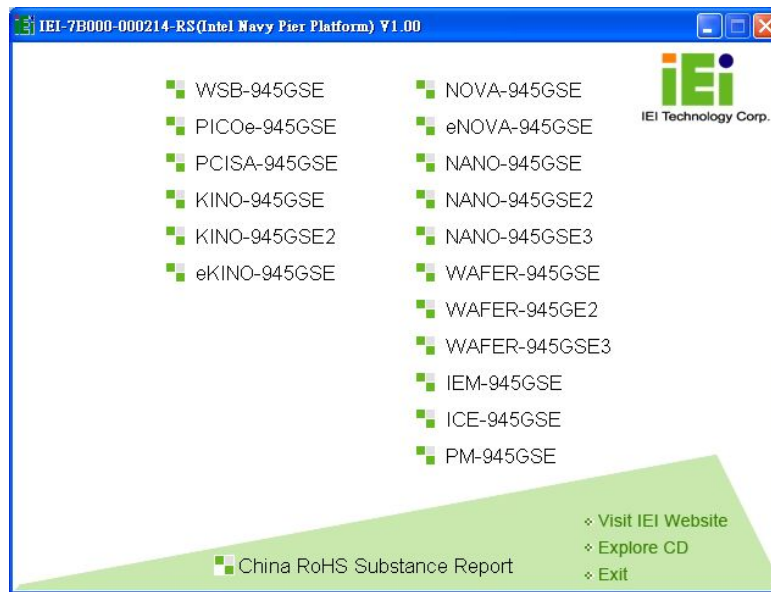 IEI-7B000-000214-RS(Intel Navy Pier Platform) V1.00
iEi
IEI Technology Corp.
WSB-945GSE
PICOe-945GSE
PCISA-945GSE
KINO-945GSE
KINO-945GSE2
eKINO-945GSE
NOVA-945GSE
eNOVA-945GSE
NANO-945GSE
NANO-945GSE2
NANO-945GSE3
WAFER-945GSE
WAFER-945GE2
WAFER-945GSE3
IEM-945GSE
ICE-945GSE
PM-945GSE
Visit IEI Website
Explore CD
Exit
China RoHS Substance Report